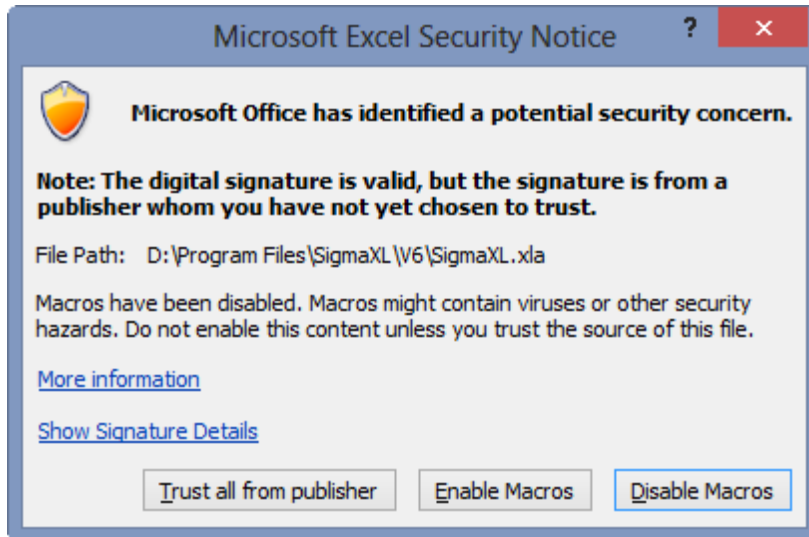 Microsoft Excel Security Notice ?
Microsoft Office has identified a potential security concern.
Note: The digital signature is valid, but the signature is from a
publisher whom you have not yet chosen to trust.
File Path: D:\Program Files\SigmaXL\V6\SigmaXL.xla
Macros have been disabled. Macros might contain viruses or other security
hazards. Do not enable this content unless you trust the source of this file.
More information
Show Signature Details
Trust all from publisher Enable Macros Disable Macros